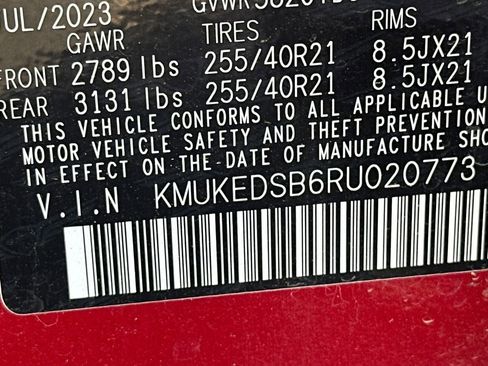 JUL/2023
GAWR TIRES RIMS
FRONT 2789 lbs 255/40R21 8.5JX21
REAR 3131 lbs 255/40R21 8.5JX21
THIS VEHICLE CONFORMS TO ALL APPLICABLE
MOTOR VEHICLE SAFETY AND THEFT PREVENTION
IN EFFECT ON THE-DATE OF MANUFACTURE SHO
V.I.N KMUKEDSB6RU020773